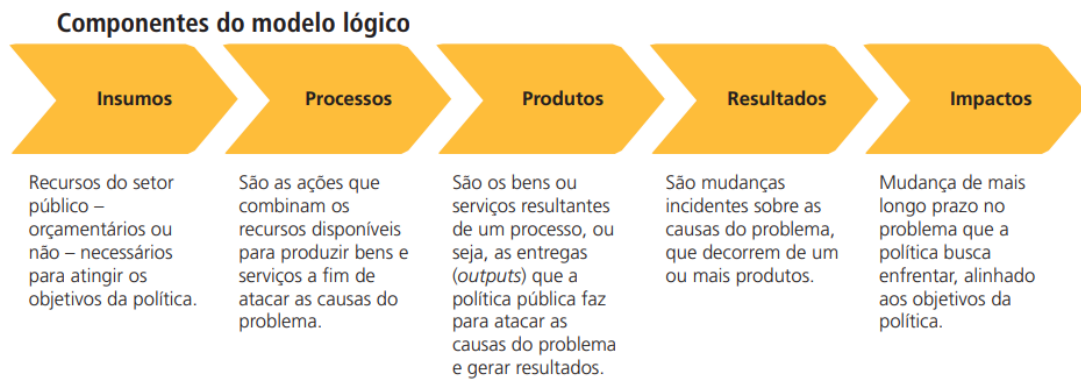 Componentes do modelo lógico
Insumos
Processos
Produtos
Resultados
Impactos
Recursos do setor
público –
orçamentários ou
não – necessários
para atingir os
objetivos da política.
São as ações que
combinam os
recursos disponíveis
para produzir bens e
serviços a fim de
atacar as causas do
problema.
São os bens ou
serviços resultantes
de um processo, ou
seja, as entregas
(outputs) que a
política pública faz
para atacar as
causas do problema
e gerar resultados.
São mudanças
incidentes sobre as
causas do problema,
que decorrem de um
ou mais produtos.
Mudança de mais
longo prazo no
problema que a
política busca
enfrentar, alinhado
aos objetivos da
política.